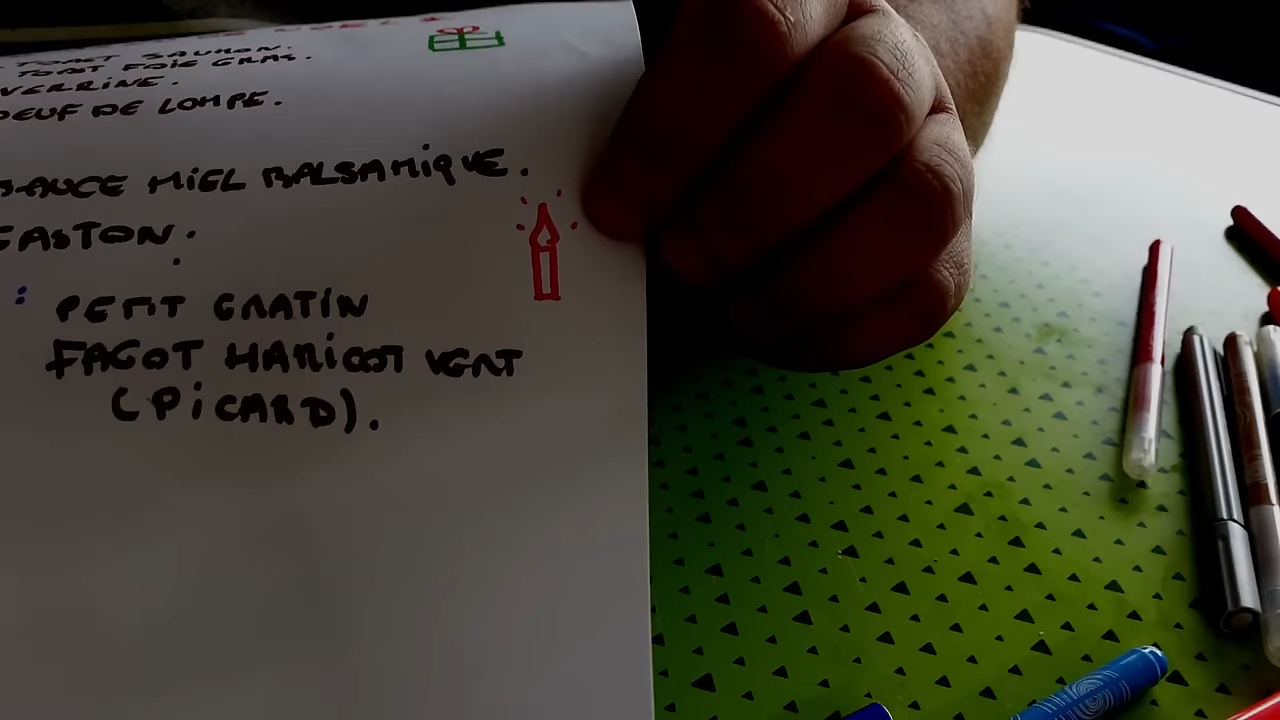 NOEL
TOAST SAUMON.
TOAST FOIE GRAS.
VERRINE.
OEUF DE LOMPE.
SAUCE MIEL BALSAMIQUE.
GASTON.
: PETIT GRATIN
FAGOT HARICOT VERT
(PICARD).